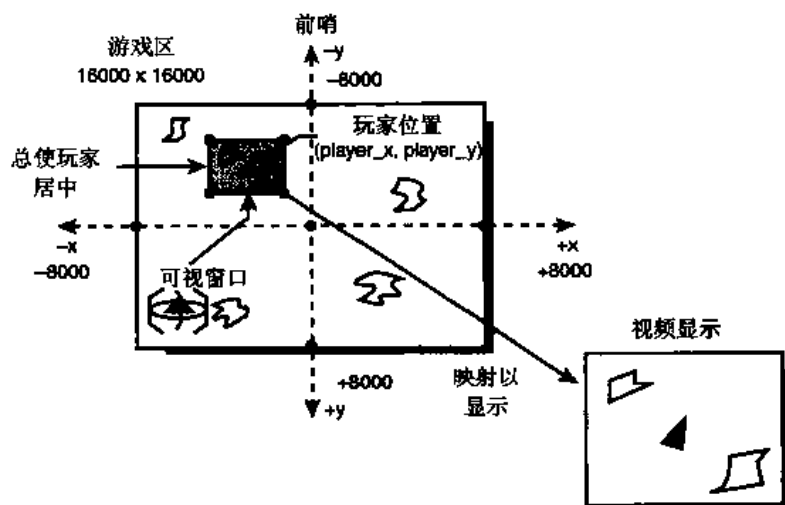 前哨
游戏区
16000 x 16000
–y
–8000
总使玩家
居中
玩家位置
(player_x, player_y)
–x
–8000
+x
+8000
可视窗口
视频显示
+8000
+y
映射以
显示